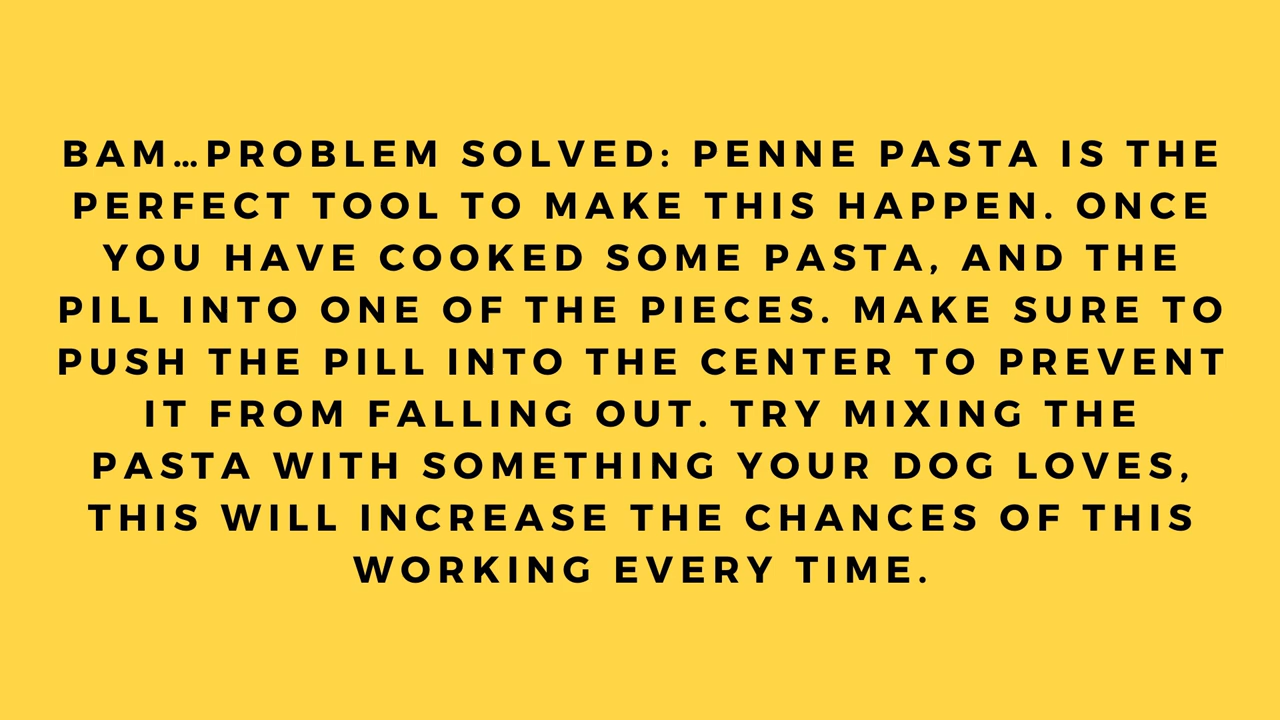 BAM...PROBLEM SOLVED: PENNE PASTA IS THE
PERFECT TOOL TO MAKE THIS HAPPEN. ONCE
YOU HAVE COOKED SOME PASTA, AND THE
PILL INTO ONE OF THE PIECES. MAKE SURE TO
PUSH THE PILL INTO THE CENTER TO PREVENT
IT FROM FALLING OUT. TRY MIXING THE
PASTA WITH SOMETHING YOUR DOG LOVES,
THIS WILL INCREASE THE CHANCES OF THIS
WORKING EVERY TIME.